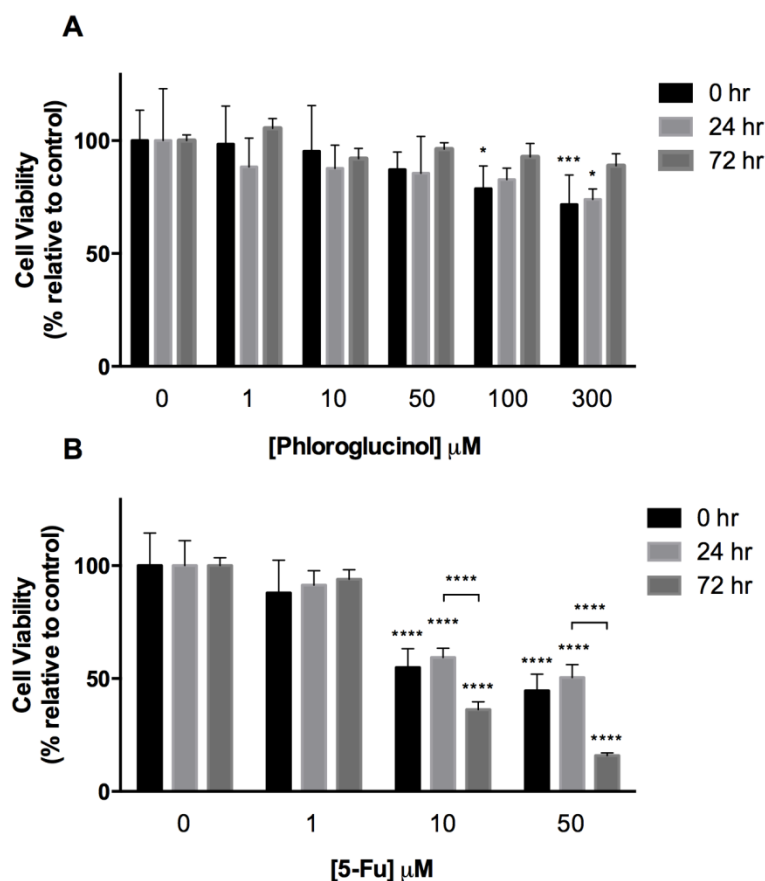 A
Cell Viability
(% relative to control)
100
50
0
* *** *
0 hr
24 hr
72 hr
0 1 10 50 100 300
[Phloroglucinol] μM
B
Cell Viability
(% relative to control)
100
50
0
**** ****
**** **** **** ****
**** ****
0 hr
24 hr
72 hr
0 1 10 50
[5-Fu] μM